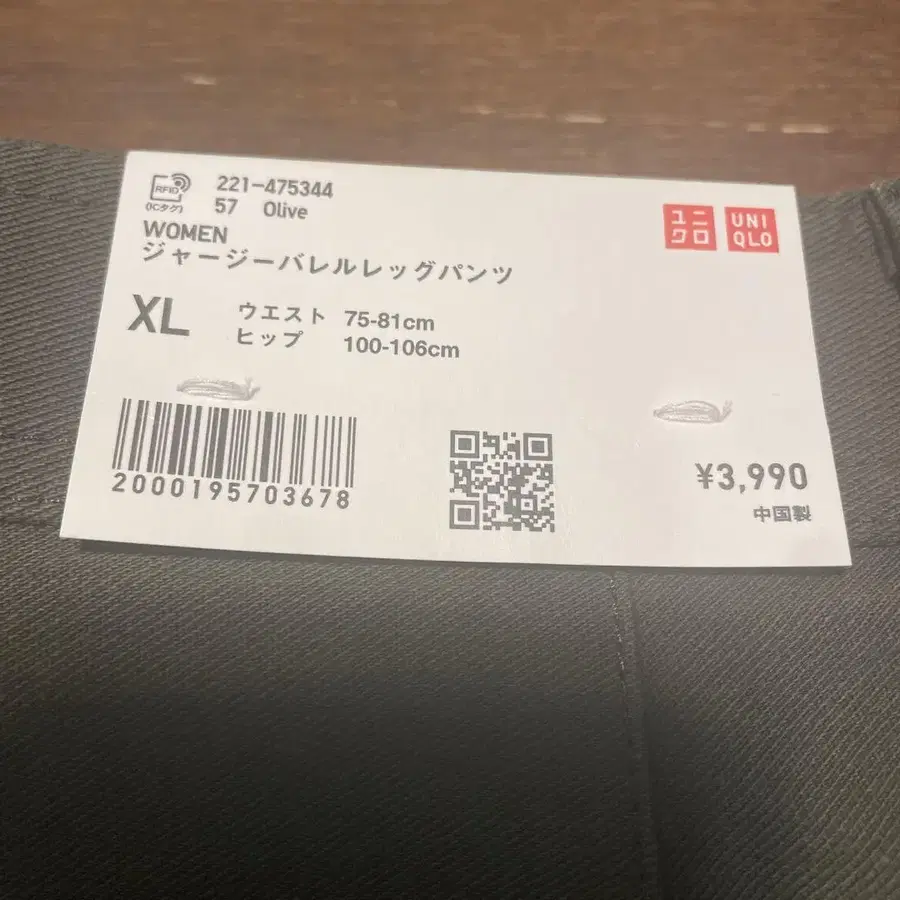 RFID
(ICタグ)
221-475344
57 Olive
WOMEN
ジャージーバレルレッグパンツ
XL
ウエスト 75-81cm
ヒップ 100-106cm
2000195703678
ユニ
クロ
UNI
QLO
¥3,990
中国製